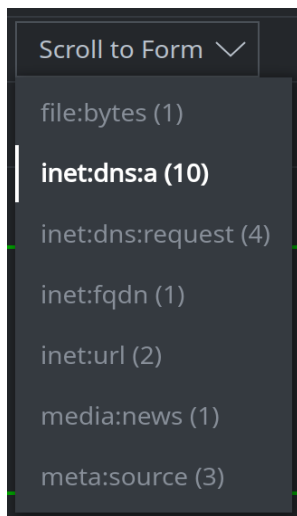 Scroll to Form
file:bytes (1)
inet:dns:a (10)
inet:dns:request (4)
inet:fqdn (1)
inet:url (2)
media:news (1)
meta:source (3)